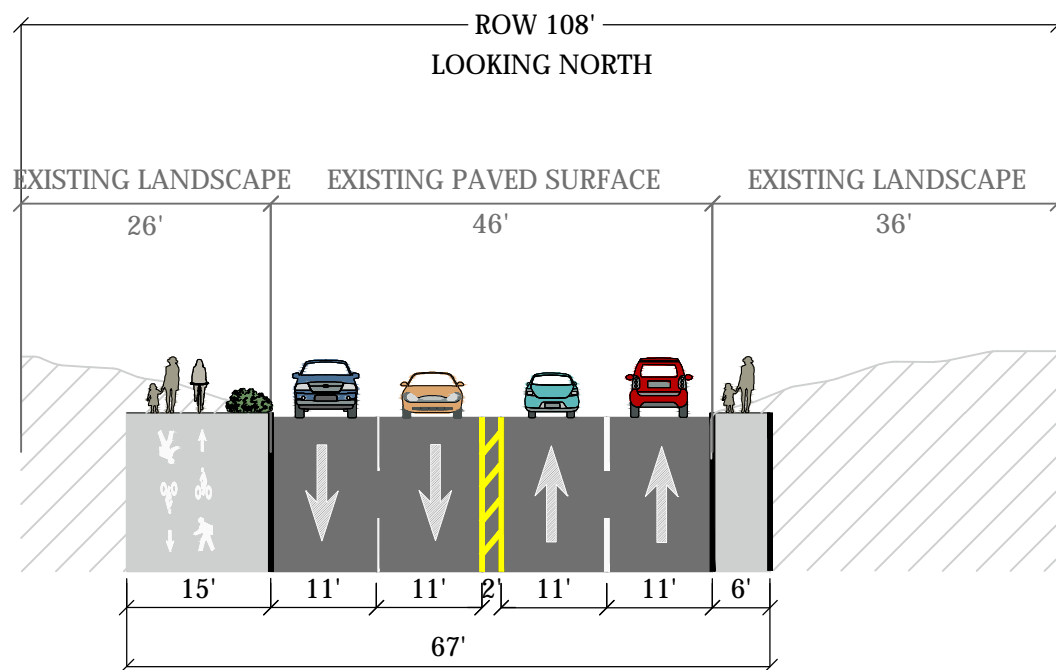 ROW 108'
LOOKING NORTH
EXISTING LANDSCAPE EXISTING PAVED SURFACE EXISTING LANDSCAPE
26' 46' 36'
15' 11' 11' 2' 11' 11' 6'
67'